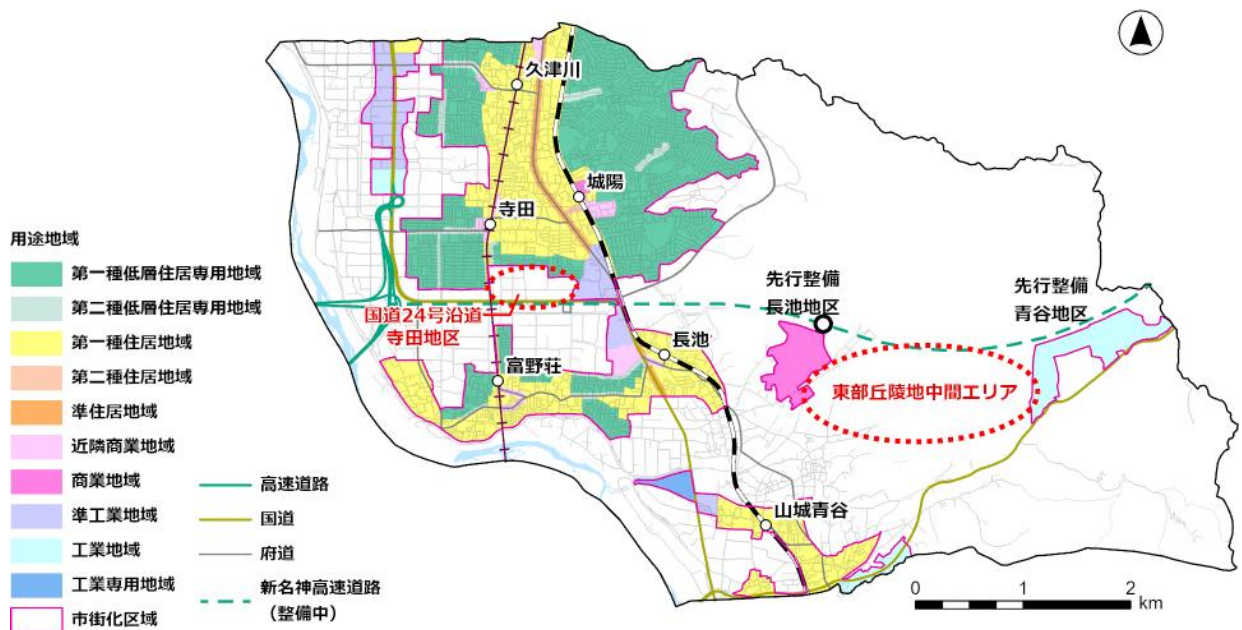 久津川
城陽
寺田
先行整備
長池地区
先行整備
青谷地区
国道24号沿道
寺田地区
長池
富野荘
東部丘陵地中間エリア
山城青谷
用途地域
第一種低層住居専用地域
第二種低層住居専用地域
第一種住居地域
第二種住居地域
準住居地域
近隣商業地域
商業地域
準工業地域
工業地域
工業専用地域
市街化区域
高速道路
国道
府道
新名神高速道路
（整備中）
0 1 2
km